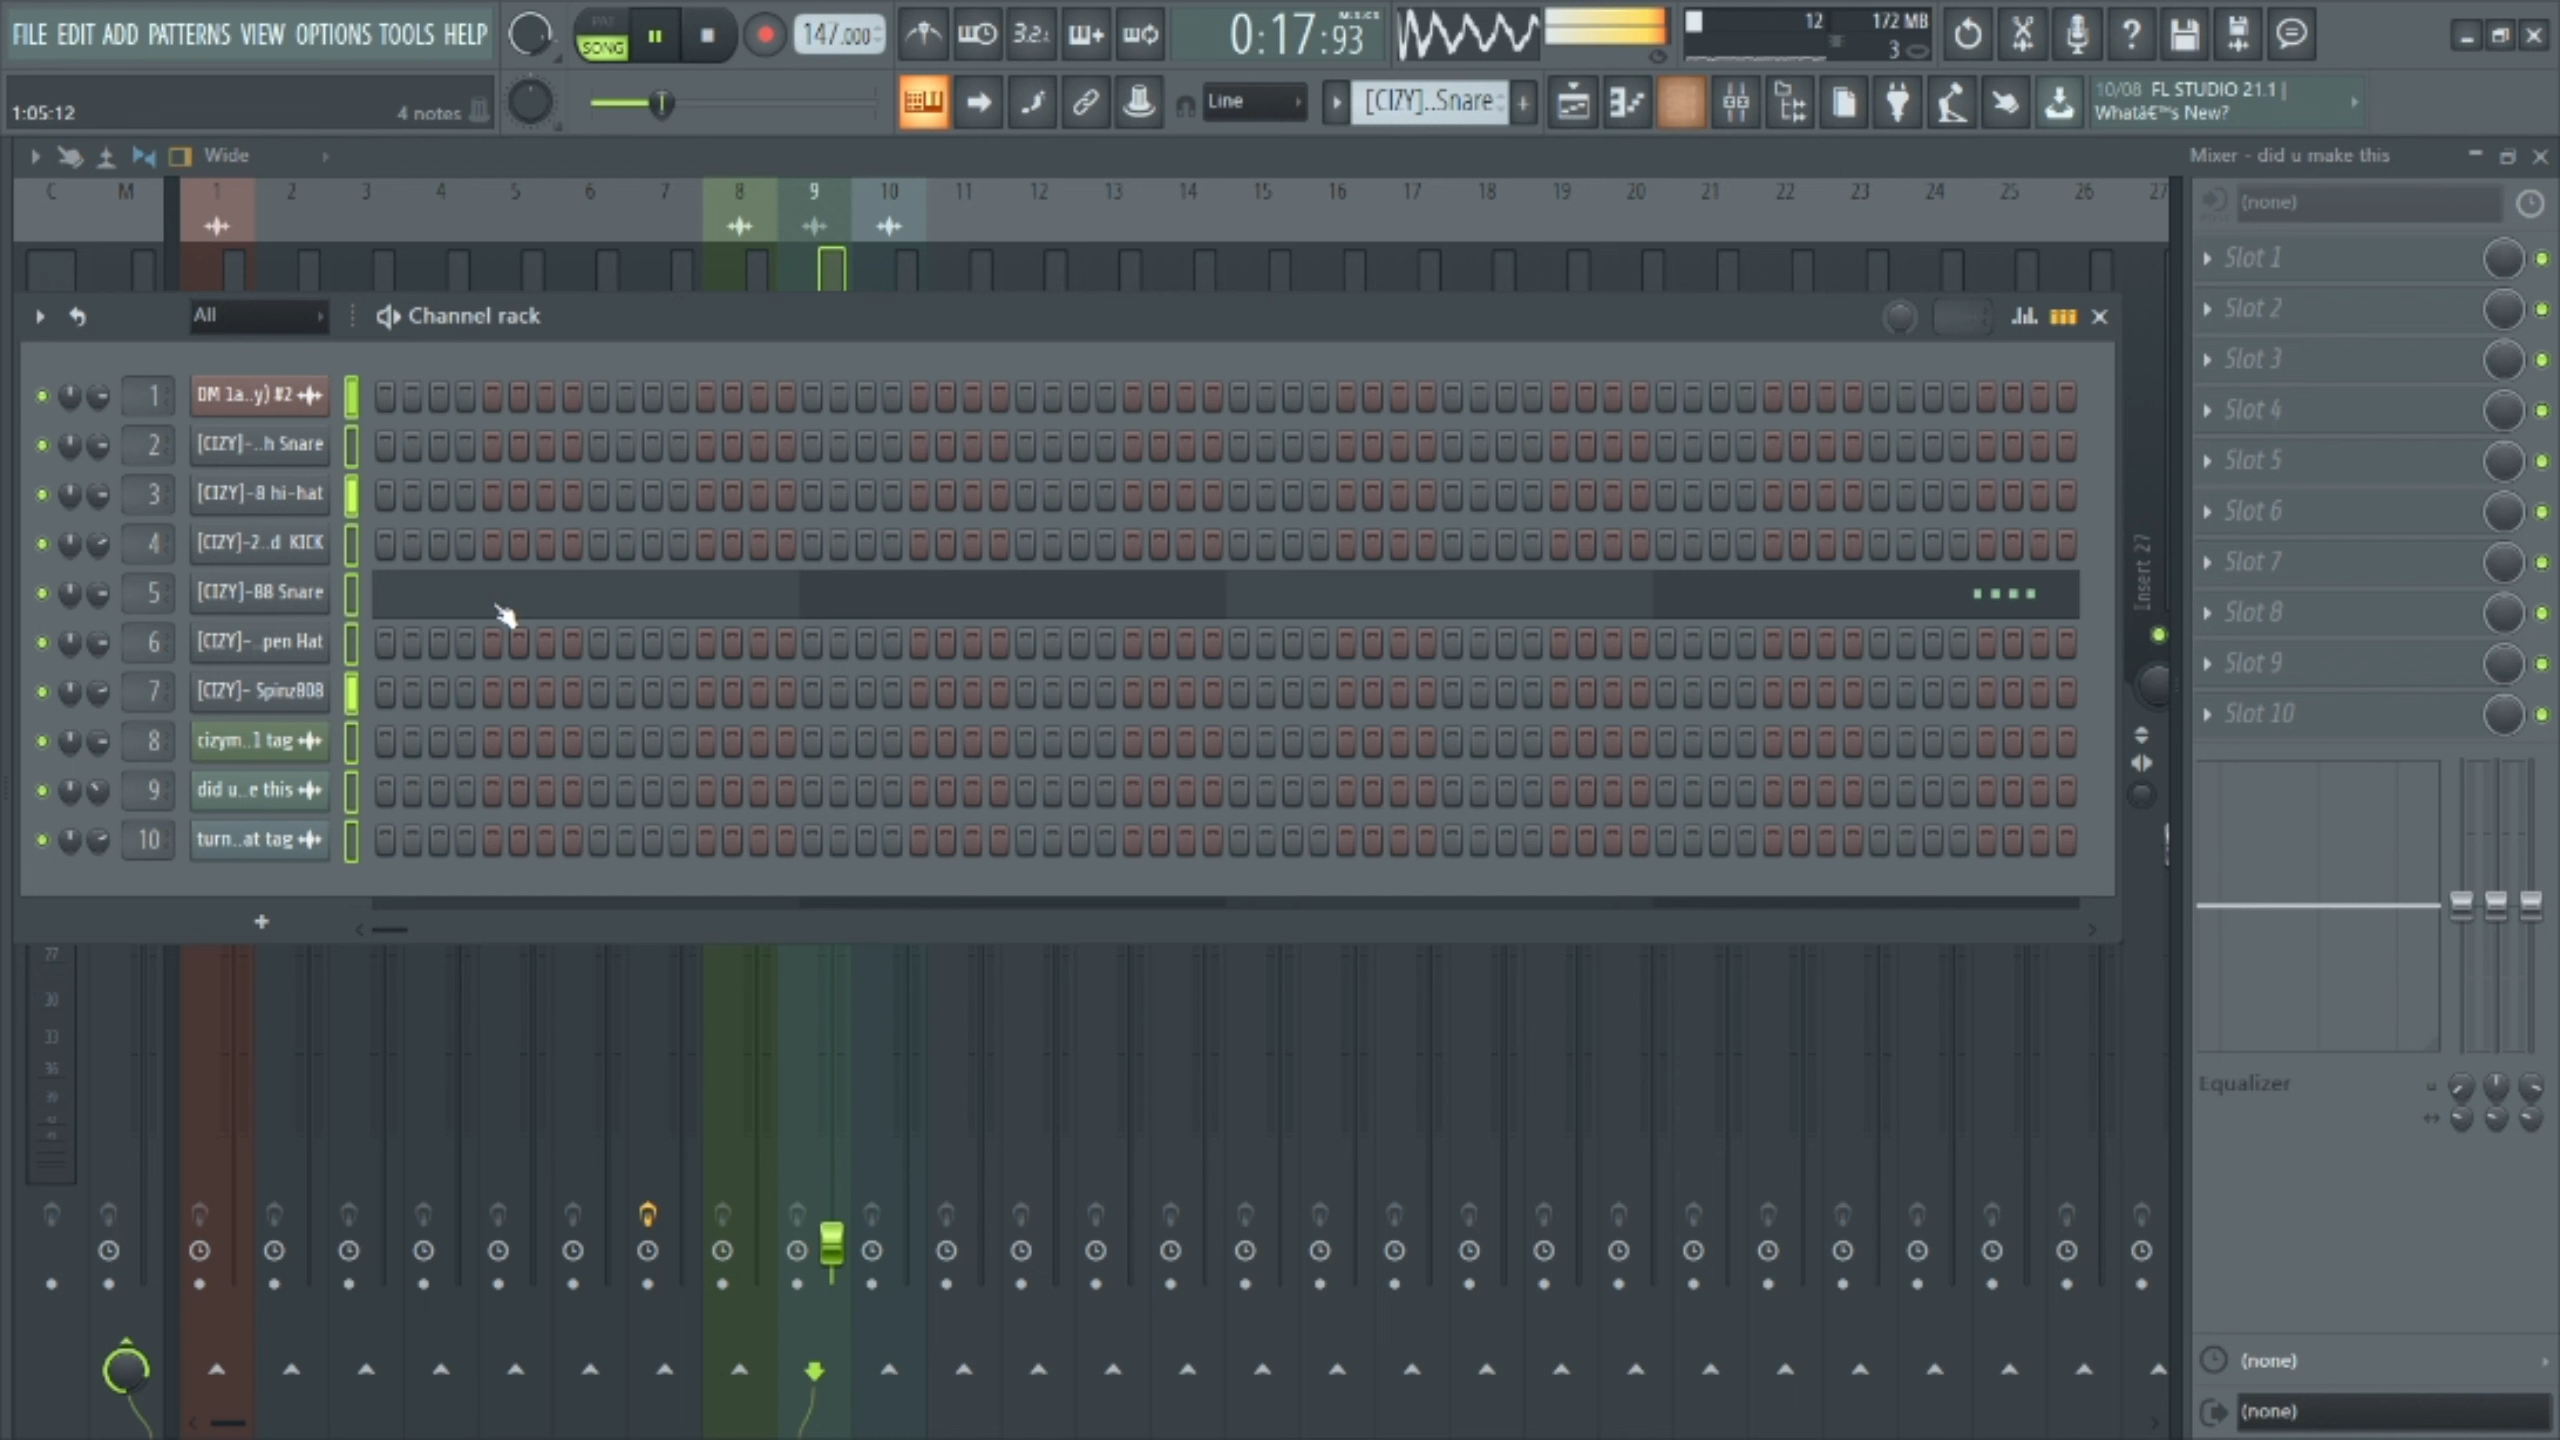 FILE EDIT ADD PATTERNS VIEW OPTIONS TOOLS HELP
PAT
SONG
147.000
3.2.
0:17:93
M:S:CS
12
172 MB
3
1:05:12
4 notes
Line
[CIZY]..Snare
10/08 FL STUDIO 21.1 |
Whatâ€™s New?
Wide
Mixer - did u make this
C M 1 2 3 4 5 6 7 8 9 10 11 12 13 14 15 16 17 18 19 20 21 22 23 24 25 26 27
(none)
Slot 1
Slot 2
Slot 3
Slot 4
Slot 5
Slot 6
Slot 7
Slot 8
Slot 9
Slot 10
All
Channel rack
1 DM la..y) #2
2 [CIZY]-..h Snare
3 [CIZY]-8 hi-hat
4 [CIZY]-2..d KICK
5 [CIZY]-88 Snare
6 [CIZY]-..pen Hat
7 [CIZY]- Spinz808
8 cizym..l tag
9 did u..e this
10 turn..at tag
Insert 27
27
30
33
36
39
Equalizer
(none)
(none)